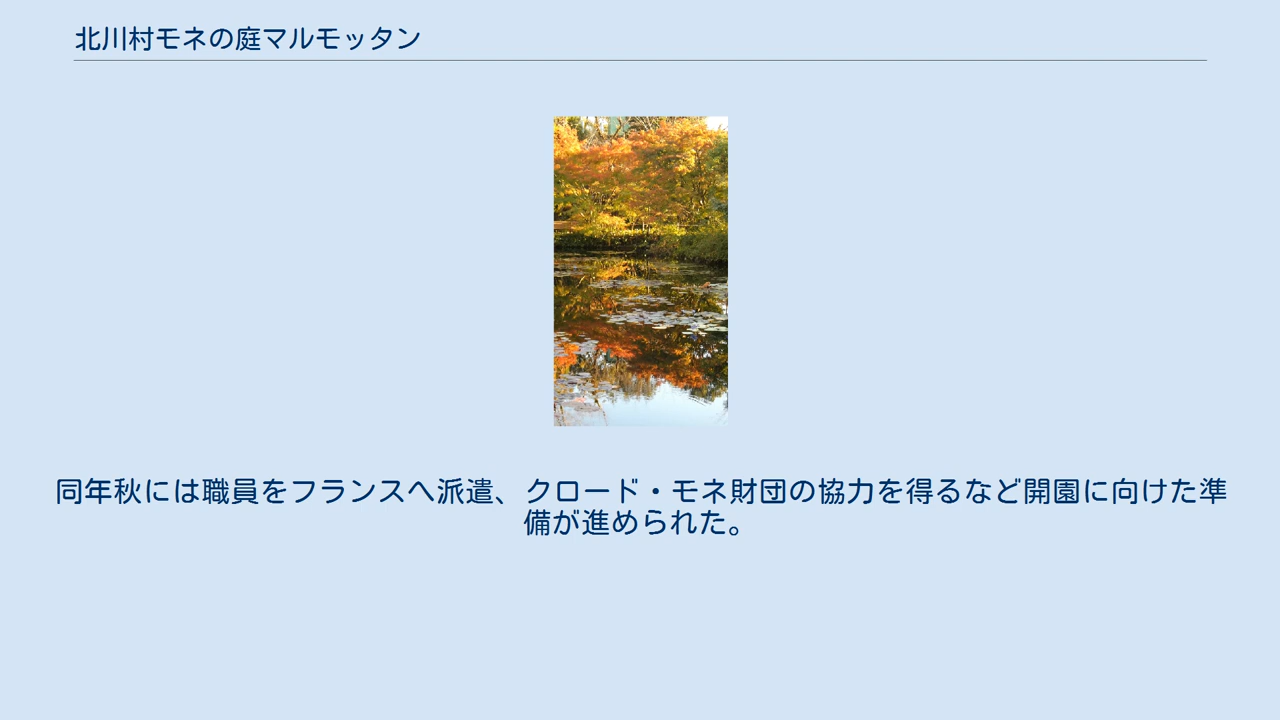 北川村モネの庭マルモッタン
同年秋には職員をフランスへ派遣、クロード・モネ財団の協力を得るなど開園に向けた準
備が進められた。